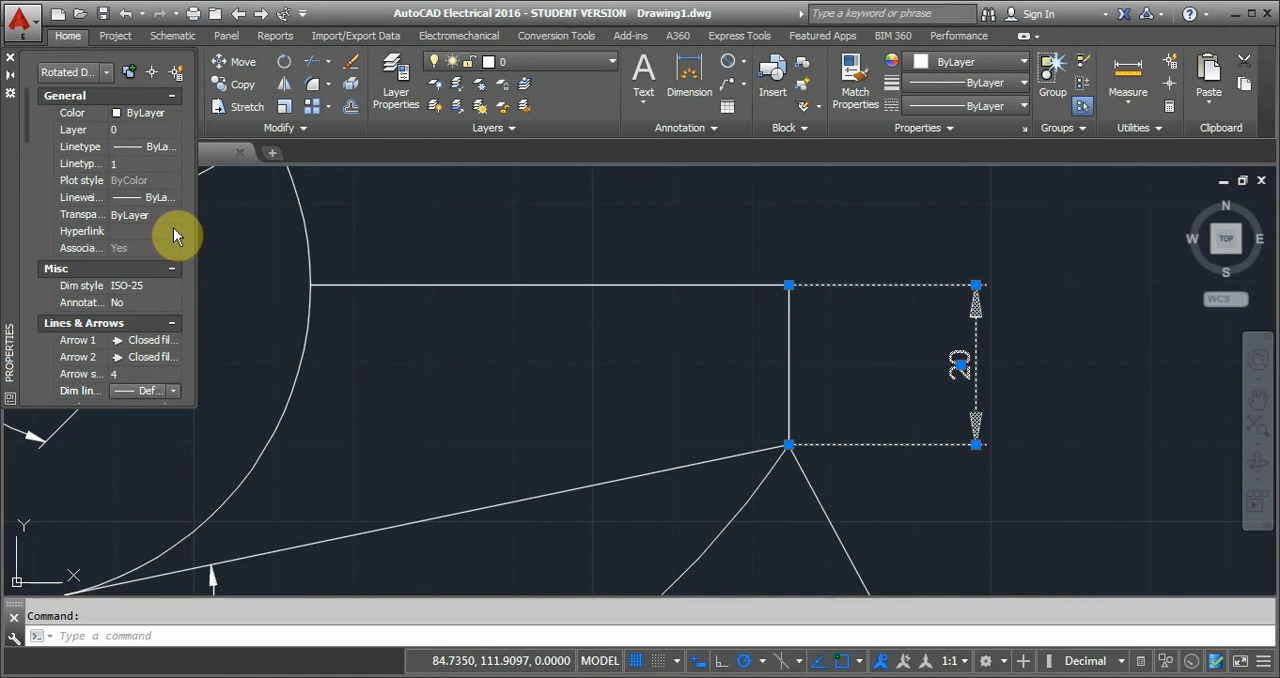 AutoCAD Electrical 2016 - STUDENT VERSION Drawing1.dwg
Type a keyword or phrase
Sign In
Home Project Schematic Panel Reports Import/Export Data Electromechanical Conversion Tools Add-ins A360 Express Tools Featured Apps BIM 360 Performance
Rotated D...
General
Color ByLayer
Layer 0
Linetype ByLa...
Linetyp... 1
Plot style ByColor
Linewei... ByLa...
Transpa... ByLayer
Hyperlink
Associa... Yes
Misc
Dim style ISO-25
Annotat... No
Lines & Arrows
Arrow 1 Closed fil...
Arrow 2 Closed fil...
Arrow s... 4
Dim lin... Def...
PROPERTIES
Move
Copy
Stretch
Modify
Layer
Properties
0
Layers
Text
Dimension
Annotation
Insert
Block
Match
Properties
ByLayer
ByLayer
ByLayer
Properties
Group
Groups
Measure
Utilities
Paste
Clipboard
N
W TOP E
S
WCS
Y
X
Command:
Type a command
84.7350, 111.9097, 0.0000 MODEL 1:1 Decimal